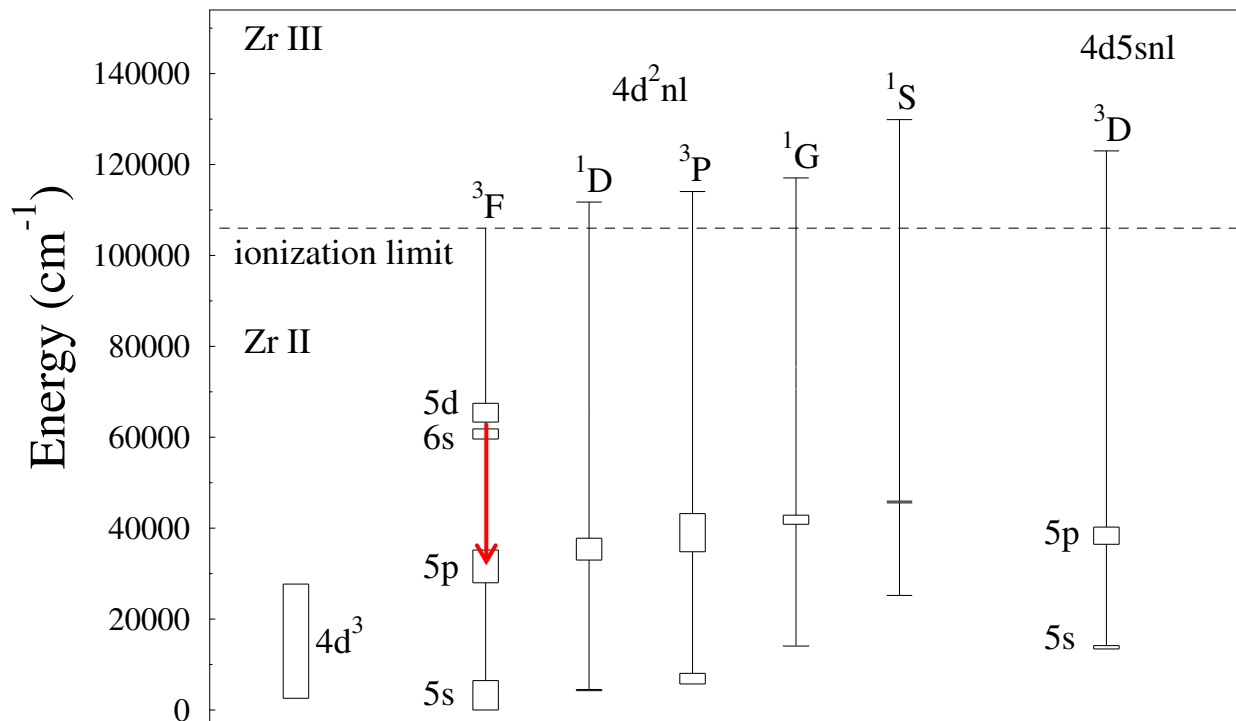 Zr III
4d5snl
140000
4d²nl
¹S
³D
120000
¹G
³P
¹D
³F
100000
ionization limit
Energy (cm⁻¹)
80000
Zr II
5d
60000
6s
40000
5p
5p
20000
4d³
5s
5s
0